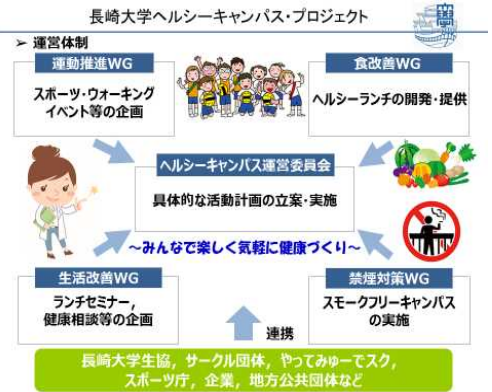 長崎大学ヘルシーキャンパス・プロジェクト
➢ 運営体制
運動推進WG
スポーツ・ウォーキング
イベント等の企画
食改善WG
ヘルシーランチの開発・提供
ヘルシーキャンパス運営委員会
具体的な活動計画の立案・実施
～みんなで楽しく気軽に健康づくり～
生活改善WG
ランチセミナー，
健康相談等の企画
禁煙対策WG
スモークフリーキャンパス
の実施
連携
長崎大学生協，サークル団体，やってみゅーでスク，
スポーツ庁，企業，地方公共団体など